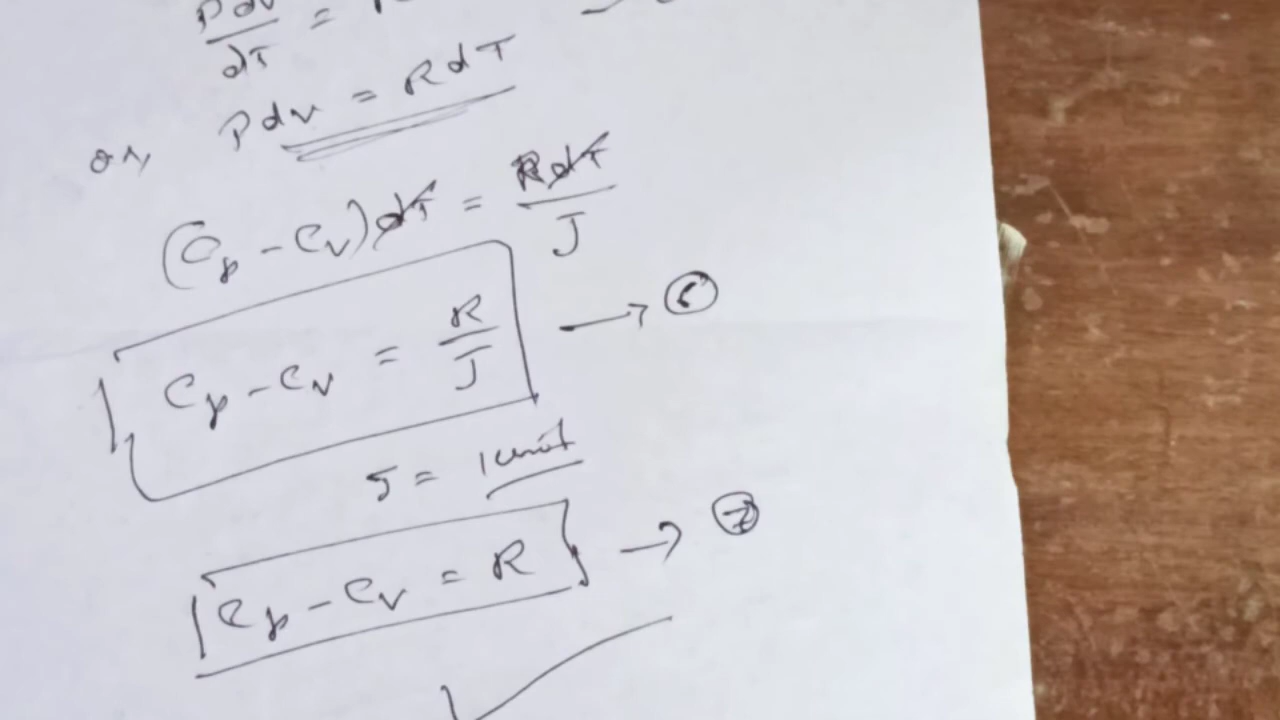 Pdv/dT =
or, Pdv = RdT
(Cp - Cv)dT = RdT/J
Cp - Cv = R/J → 6
J = 1 unit
Cp - Cv = R → 7